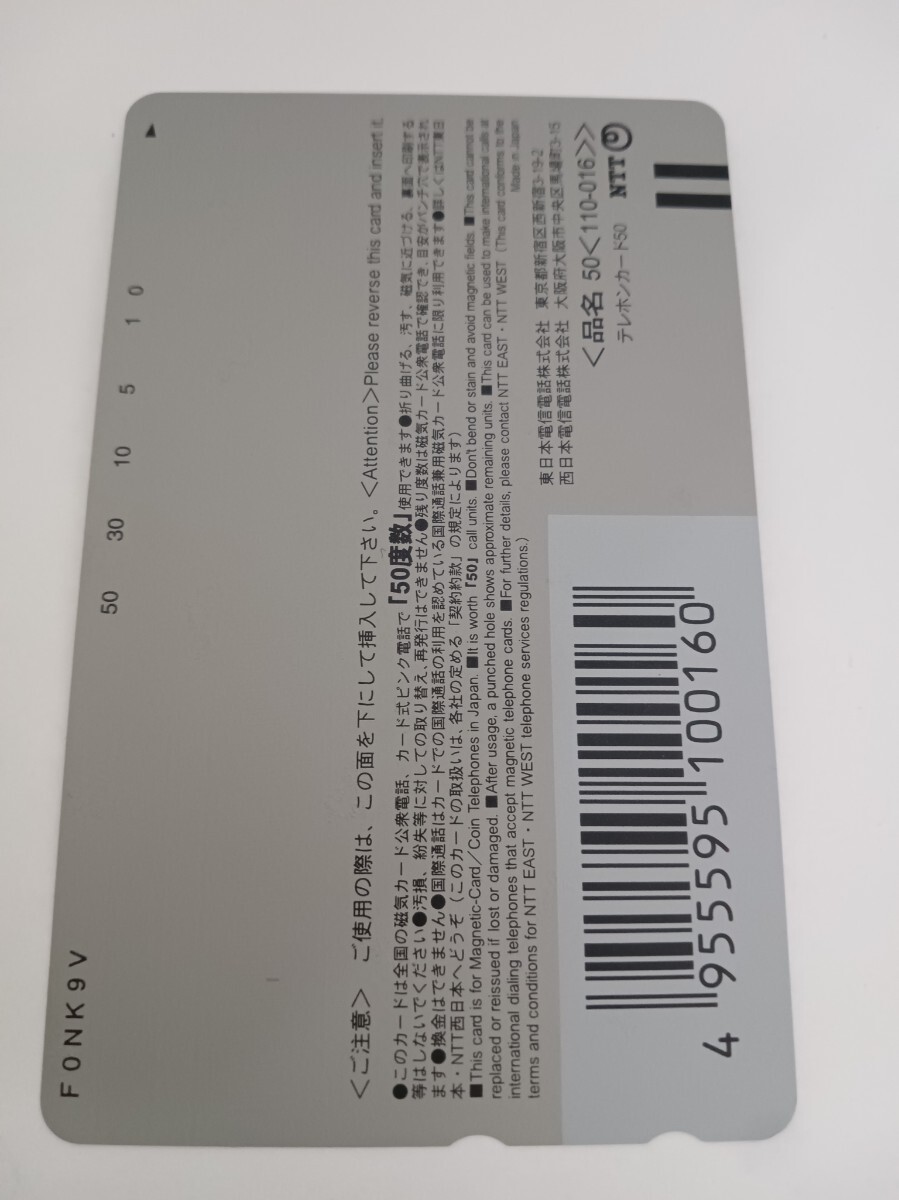 F0NK9V
50 30 10 5 1 0
<ご注意> ご使用の際は、この面を下にして挿入して下さい。<Attention>Please reverse this card and insert it.
●このカードは全国の磁気カード公衆電話、カード式ピンク電話で「50度数」使用できます●折り曲げる、汚す、磁気に近づける、裏面へ印刷する
等はしないでください●汚損、紛失等に対しての取り替え、再発行はできません●残り度数は磁気カード公衆電話で確認でき、目安がパンチ穴で表示され
ます●換金はできません●国際通話はカードでの国際通話の利用を認めている国際通話兼用磁気カード公衆電話に限り利用できます●詳しくはNTT東日
本・NTT西日本へどうぞ（このカードの取扱いは、各社の定める「契約約款」の規定によります）
■This card is for Magnetic-Card/Coin Telephones in Japan. ■It is worth「50」call units. ■Don't bend or stain and avoid magnetic fields. ■This card cannot be
replaced or reissued if lost or damaged. ■After usage, a punched hole shows approximate remaining units. ■This card can be used to make international calls at
international dialing telephones that accept magnetic telephone cards. ■For further details, please contact NTT EAST・NTT WEST (This card conforms to the
terms and conditions for NTT EAST・NTT WEST telephone services regulations.)
Made in Japan
東日本電信電話株式会社 東京都新宿区西新宿3-19-2
西日本電信電話株式会社 大阪府大阪市中央区馬場町3-15
<品名 50<110-016>>
テレホンカード50 NTT
4 955595 100160